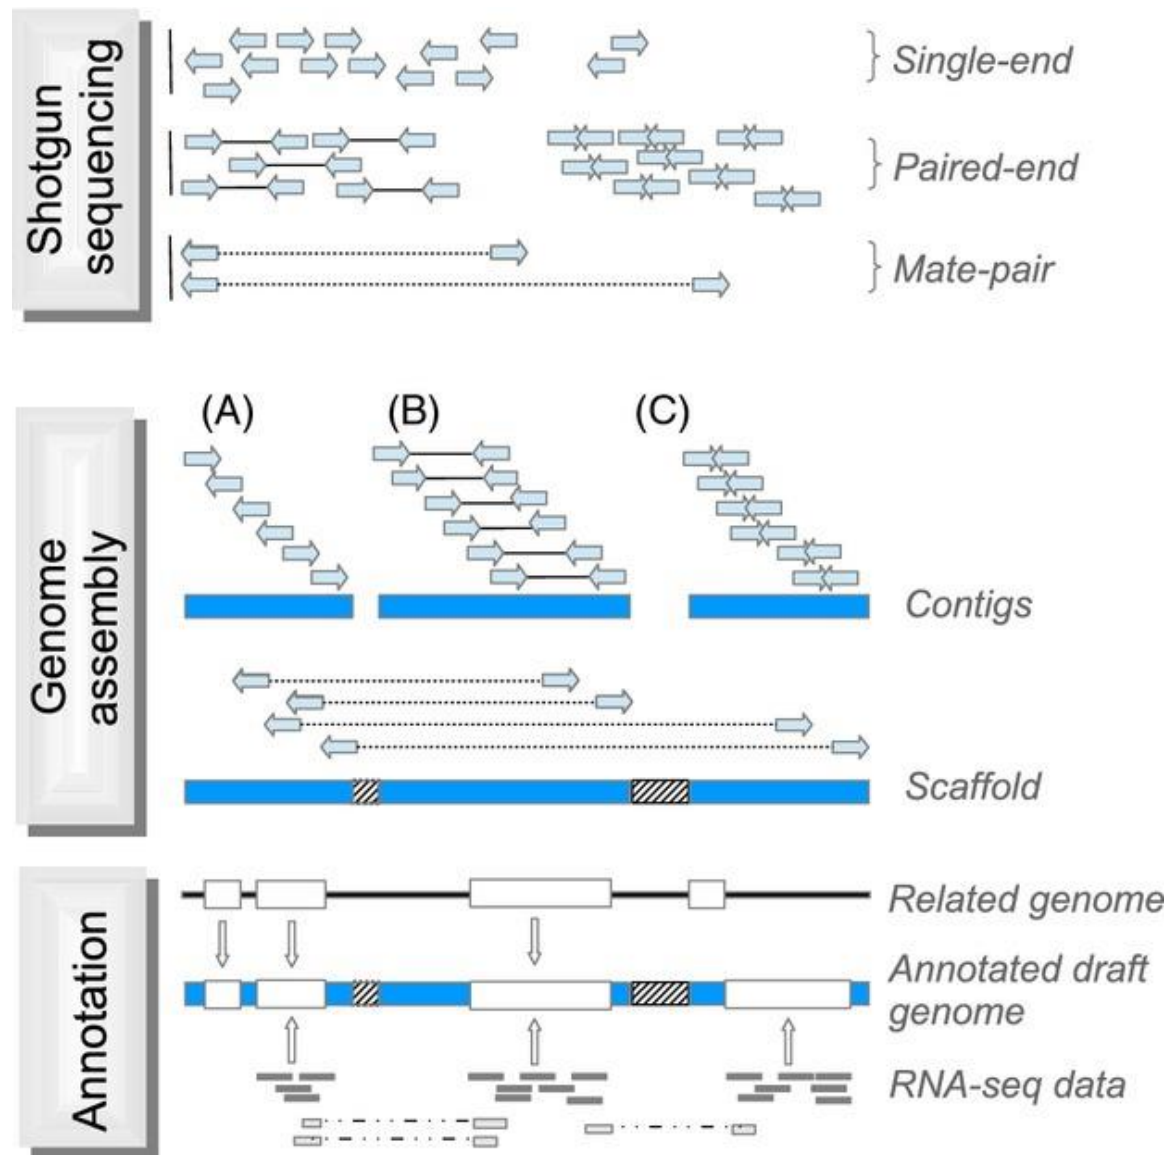 Shotgun
sequencing
Single-end
Paired-end
Mate-pair
Genome
assembly
(A) (B) (C)
Contigs
Scaffold
Annotation
Related genome
Annotated draft
genome
RNA-seq data